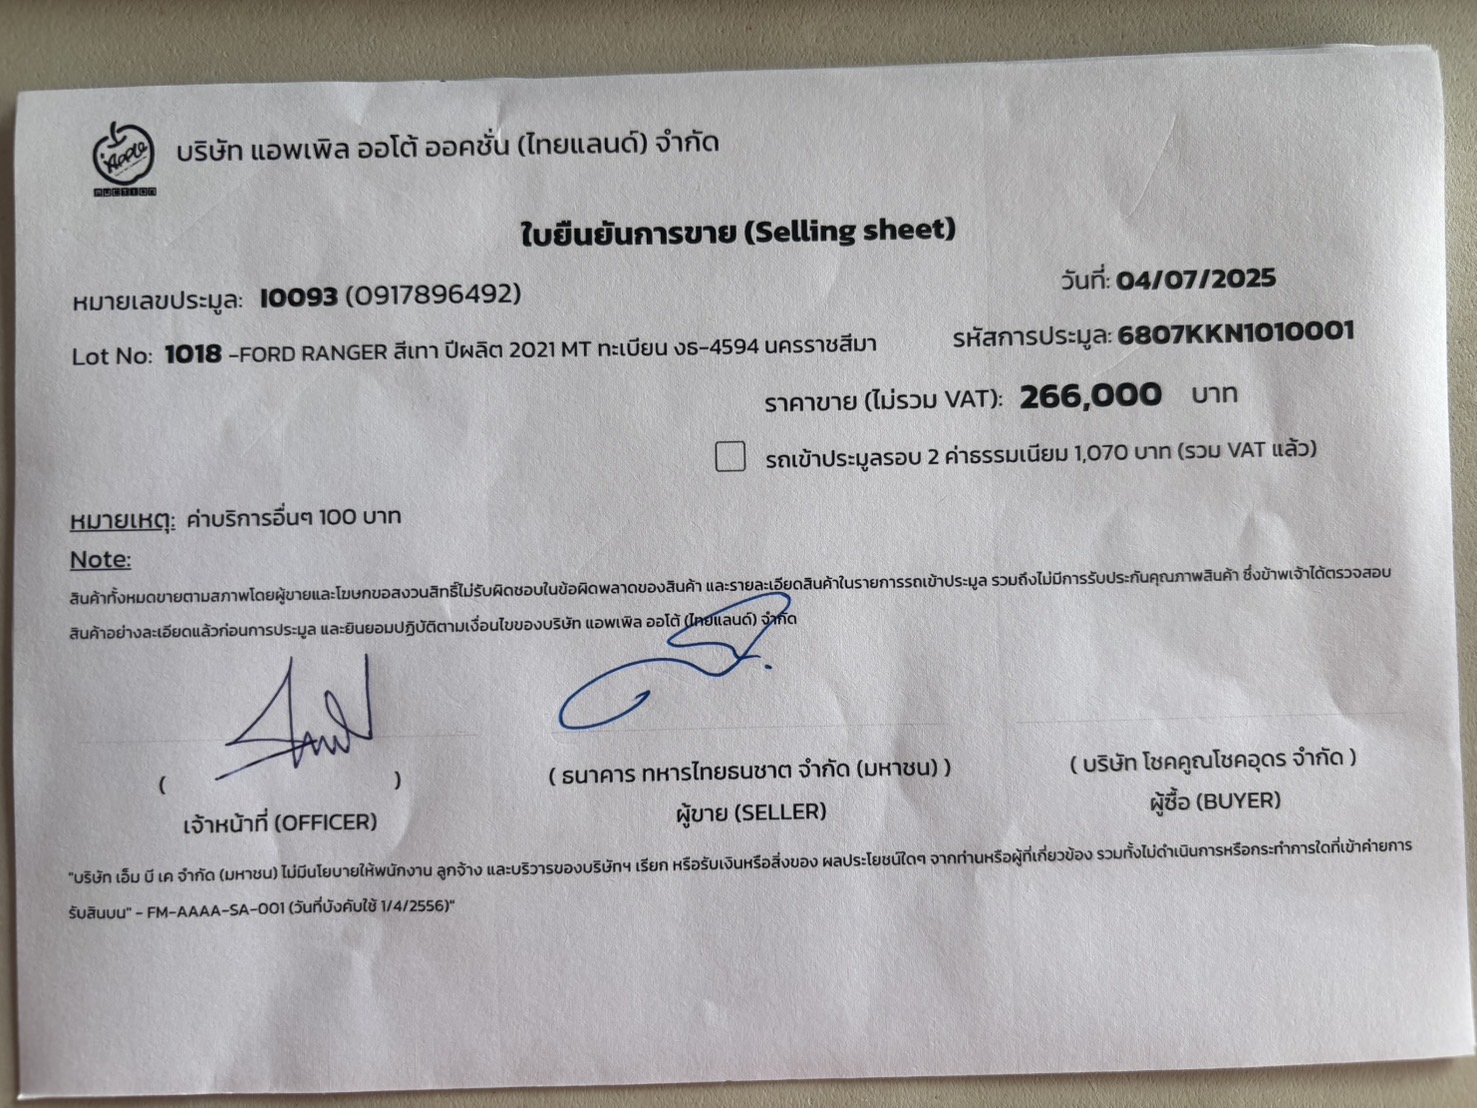 Apple
AUCTION
บริษัท แอพเพิล ออโต้ ออคชั่น (ไทยแลนด์) จำกัด
ใบยืนยันการขาย (Selling sheet)
หมายเลขประมูล: I0093 (0917896492)
วันที่: 04/07/2025
Lot No: 1018 -FORD RANGER สีเทา ปีผลิต 2021 MT ทะเบียน งธ-4594 นครราชสีมา
รหัสการประมูล: 6807KKN1010001
ราคาขาย (ไม่รวม VAT): 266,000 บาท
รถเข้าประมูลรอบ 2 ค่าธรรมเนียม 1,070 บาท (รวม VAT แล้ว)
หมายเหตุ: ค่าบริการอื่นๆ 100 บาท
Note:
สินค้าทั้งหมดขายตามสภาพโดยผู้ขายและโฆษกขอสงวนสิทธิ์ไม่รับผิดชอบในข้อผิดพลาดของสินค้า และรายละเอียดสินค้าในรายการรถเข้าประมูล รวมถึงไม่มีการรับประกันคุณภาพสินค้า ซึ่งข้าพเจ้าได้ตรวจสอบ
สินค้าอย่างละเอียดแล้วก่อนการประมูล และยินยอมปฏิบัติตามเงื่อนไขของบริษัท แอพเพิล ออโต้ (ไทยแลนด์) จำกัด
( )
( ธนาคาร ทหารไทยธนชาต จำกัด (มหาชน) )
( บริษัท โชคคูณโชคอุดร จำกัด )
เจ้าหน้าที่ (OFFICER)
ผู้ขาย (SELLER)
ผู้ซื้อ (BUYER)
"บริษัท เอ็ม บี เค จำกัด (มหาชน) ไม่มีนโยบายให้พนักงาน ลูกจ้าง และบริวารของบริษัทฯ เรียก หรือรับเงินหรือสิ่งของ ผลประโยชน์ใดๆ จากท่านหรือผู้ที่เกี่ยวข้อง รวมทั้งไม่ดำเนินการหรือกระทำการใดที่เข้าค่ายการ
รับสินบน" - FM-AAAA-SA-001 (วันที่บังคับใช้ 1/4/2556)"